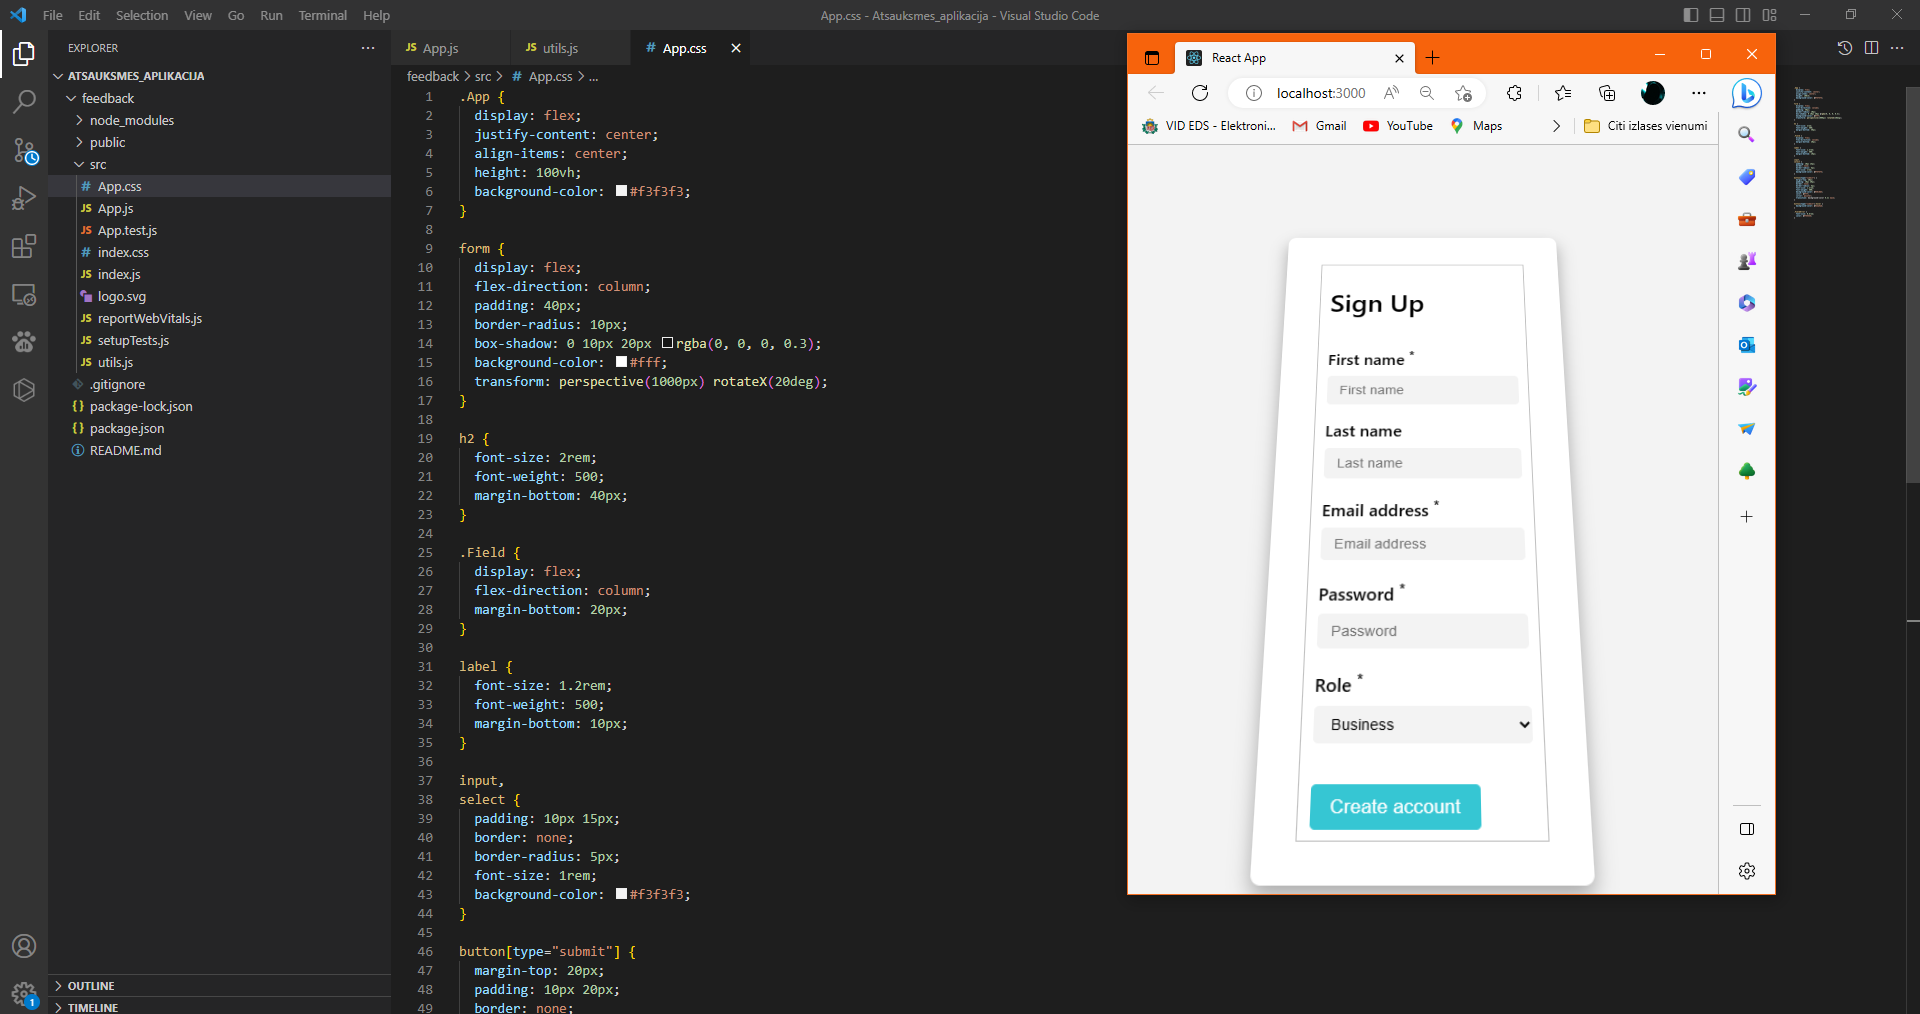 File Edit Selection View Go Run Terminal Help
App.css - Atsauksmes_aplikacija - Visual Studio Code
EXPLORER
ATSAUKSMES_APLIKACIJA
feedback
node_modules
public
src
# App.css
JS App.js
JS App.test.js
# index.css
JS index.js
logo.svg
JS reportWebVitals.js
JS setupTests.js
JS utils.js
.gitignore
{} package-lock.json
{} package.json
README.md
OUTLINE
TIMELINE
1
JS App.js
JS utils.js
# App.css
feedback > src > # App.css > ...
1 .App {
2 display: flex;
3 justify-content: center;
4 align-items: center;
5 height: 100vh;
6 background-color: #f3f3f3;
7 }
8
9 form {
10 display: flex;
11 flex-direction: column;
12 padding: 40px;
13 border-radius: 10px;
14 box-shadow: 0 10px 20px rgba(0, 0, 0, 0.3);
15 background-color: #fff;
16 transform: perspective(1000px) rotateX(20deg);
17 }
18
19 h2 {
20 font-size: 2rem;
21 font-weight: 500;
22 margin-bottom: 40px;
23 }
24
25 .Field {
26 display: flex;
27 flex-direction: column;
28 margin-bottom: 20px;
29 }
30
31 label {
32 font-size: 1.2rem;
33 font-weight: 500;
34 margin-bottom: 10px;
35 }
36
37 input,
38 select {
39 padding: 10px 15px;
40 border: none;
41 border-radius: 5px;
42 font-size: 1rem;
43 background-color: #f3f3f3;
44 }
45
46 button[type="submit"] {
47 margin-top: 20px;
48 padding: 10px 20px;
49 border: none;
React App
localhost:3000
VID EDS - Elektroni... Gmail YouTube Maps Citi izlases vienumi
Sign Up
First name *
First name
Last name
Last name
Email address *
Email address
Password *
Password
Role *
Business
Create account